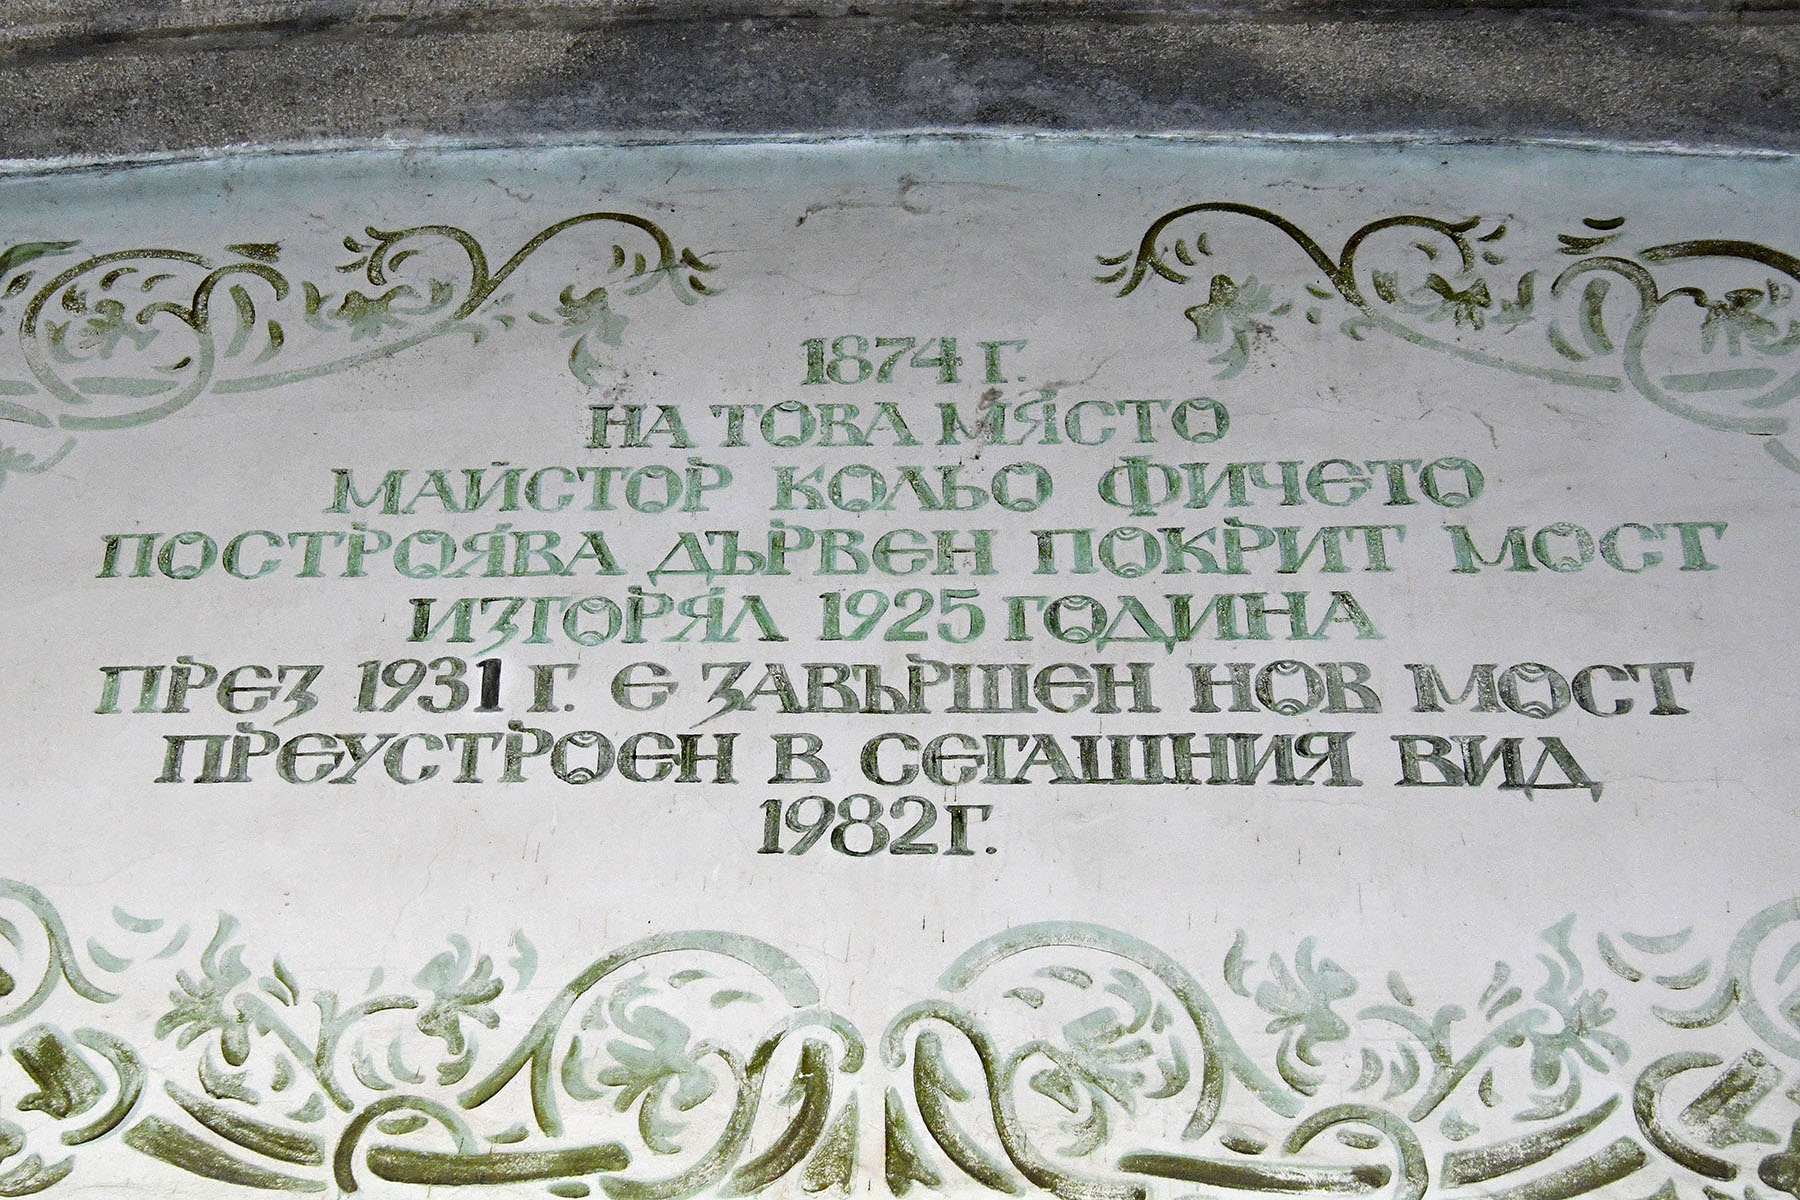 1874 Г.
НА ТОВА МЯСТО
МАЙСТОР КОЛЬО ФИЧЕТО
ПОСТРОЯВА ДЪРВЕН ПОКРИТ МОСТ
ИЗГОРЯЛ 1925 ГОДИНА
ПРЕЗ 1931 Г. Е ЗАВЪРШЕН НОВ МОСТ
ПРЕУСТРОЕН В СЕГАШНИЯ ВИД
1982 Г.